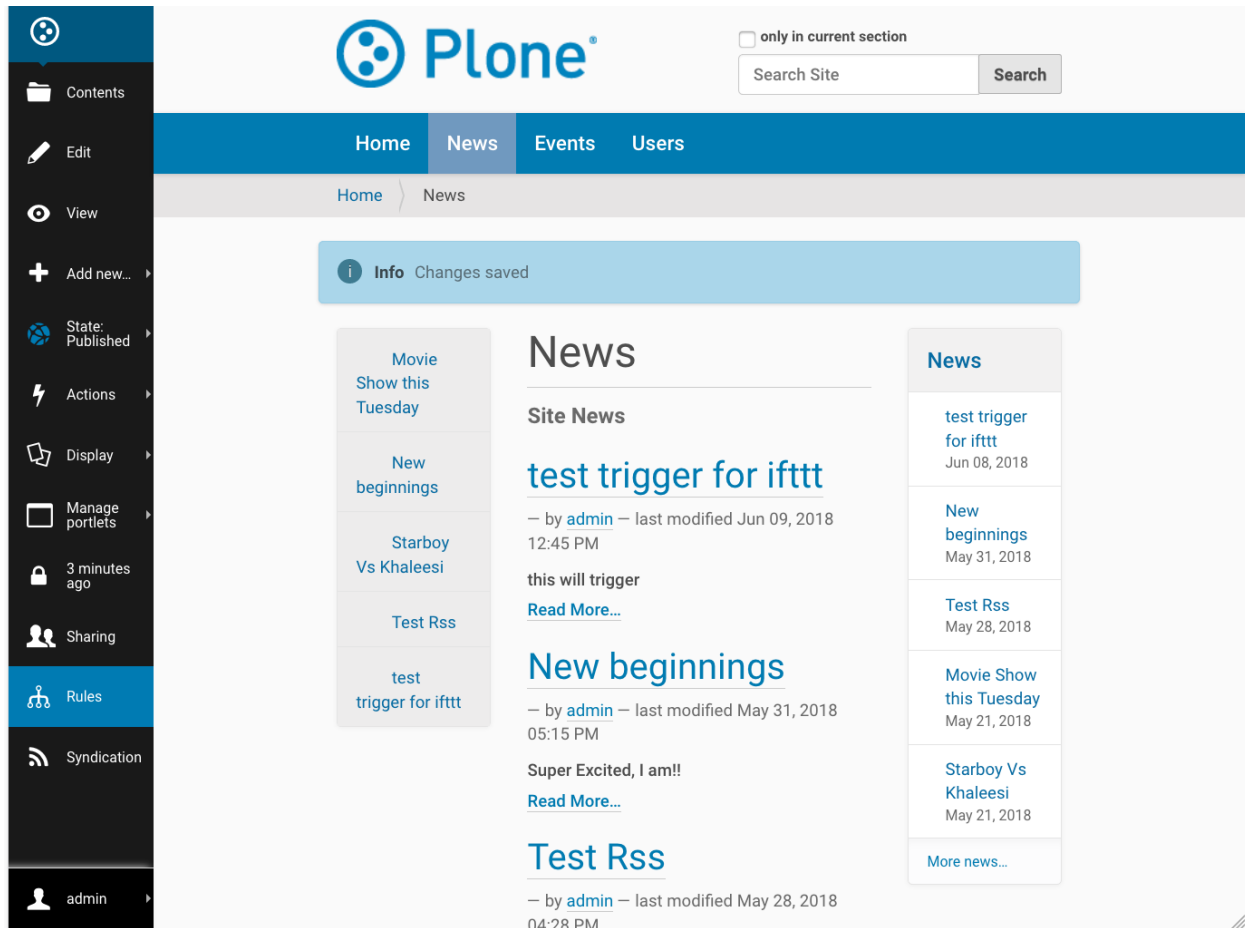 Contents
Edit
View
Add new...
State:
Published
Actions
Display
Manage
portlets
3 minutes
ago
Sharing
Rules
Syndication
admin
Plone®
only in current section
Search Site
Search
Home
News
Events
Users
Home
News
Info Changes saved
Movie
Show this
Tuesday
New
beginnings
Starboy
Vs Khaleesi
Test Rss
test
trigger for ifttt
News
Site News
test trigger for ifttt
— by admin — last modified Jun 09, 2018
12:45 PM
this will trigger
Read More…
New beginnings
— by admin — last modified May 31, 2018
05:15 PM
Super Excited, I am!!
Read More…
Test Rss
— by admin — last modified May 28, 2018
04:28 PM
News
test trigger
for ifttt
Jun 08, 2018
New
beginnings
May 31, 2018
Test Rss
May 28, 2018
Movie Show
this Tuesday
May 21, 2018
Starboy Vs
Khaleesi
May 21, 2018
More news…